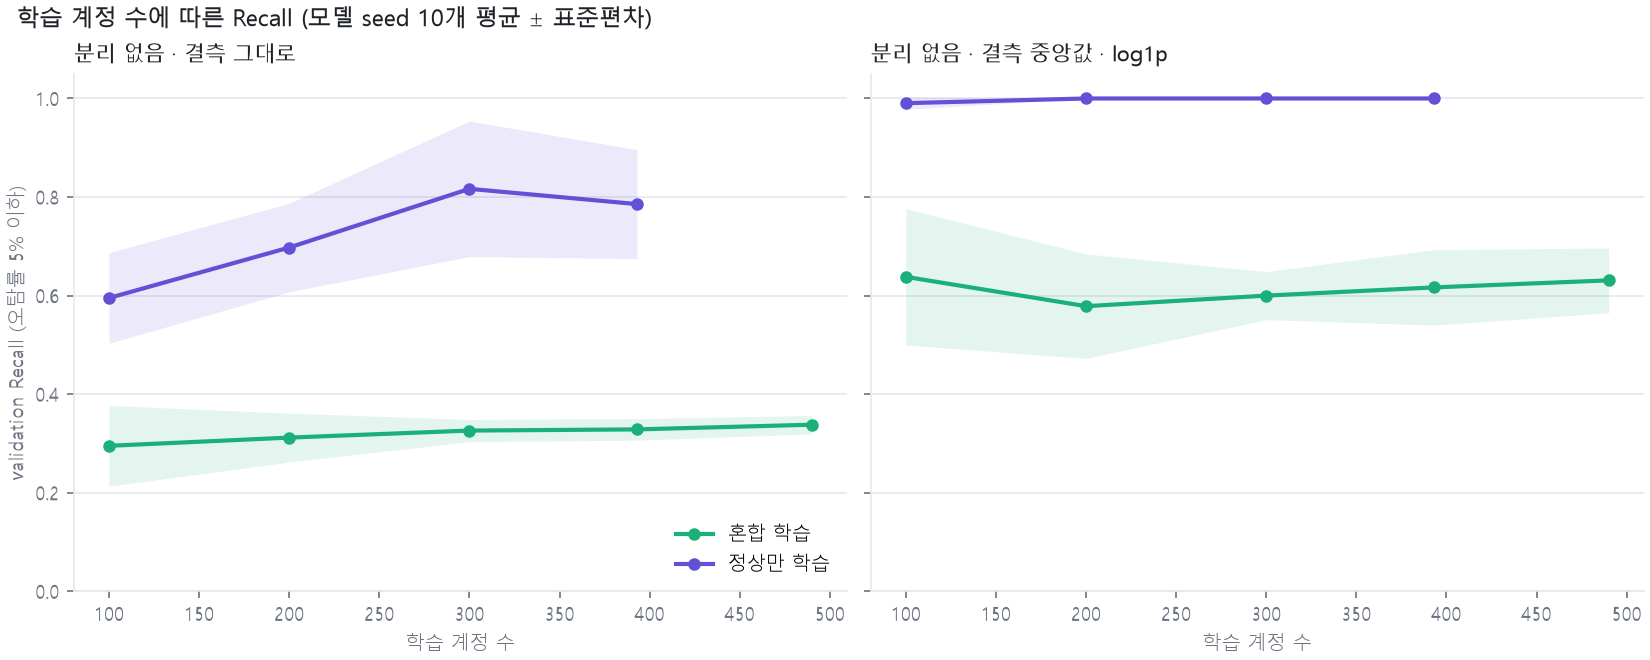 학습 계정 수에 따른 Recall (모델 seed 10개 평균 ± 표준편차)
분리 없음 · 결측 그대로
분리 없음 · 결측 중앙값 · log1p
validation Recall (오탐률 5% 이하)
1.0
0.8
0.6
0.4
0.2
0.0
혼합 학습
정상만 학습
100 150 200 250 300 350 400 450 500
100 150 200 250 300 350 400 450 500
학습 계정 수
학습 계정 수